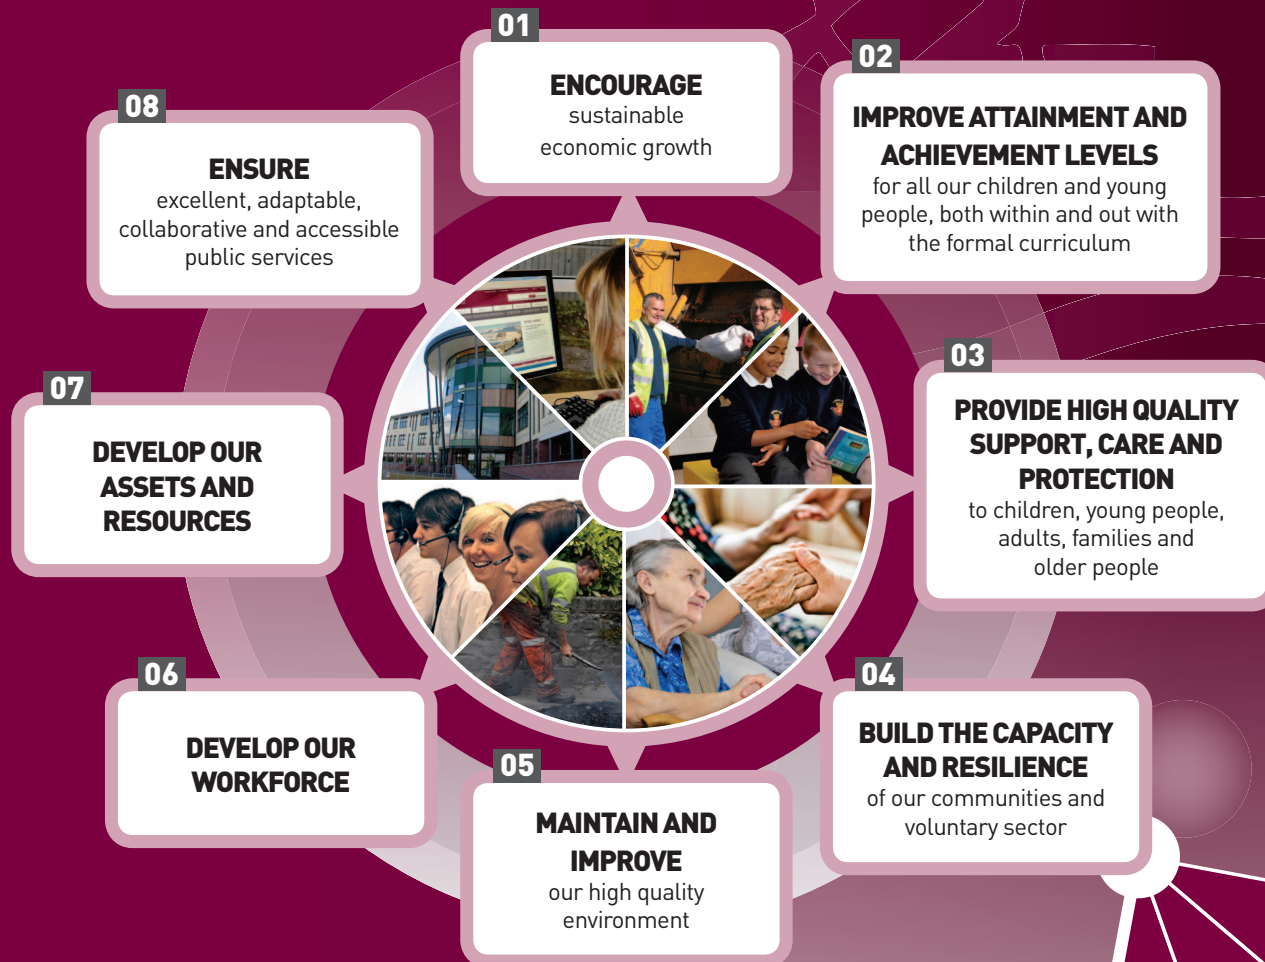 01
ENCOURAGE
sustainable
economic growth
02
IMPROVE ATTAINMENT AND
ACHIEVEMENT LEVELS
for all our children and young
people, both within and out with
the formal curriculum
03
PROVIDE HIGH QUALITY
SUPPORT, CARE AND
PROTECTION
to children, young people,
adults, families and
older people
04
BUILD THE CAPACITY
AND RESILIENCE
of our communities and
voluntary sector
05
MAINTAIN AND
IMPROVE
our high quality
environment
06
DEVELOP OUR
WORKFORCE
07
DEVELOP OUR
ASSETS AND
RESOURCES
08
ENSURE
excellent, adaptable,
collaborative and accessible
public services